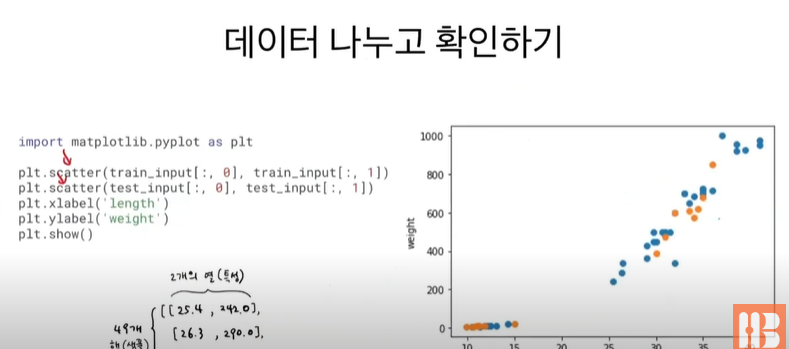 데이터 나누고 확인하기
import matplotlib.pyplot as plt
plt.scatter(train_input[:, 0], train_input[:, 1])
plt.scatter(test_input[:, 0], test_input[:, 1])
plt.xlabel('length')
plt.ylabel('weight')
plt.show()
2개의 열(특성)
[[25.4, 242.0],
[26.3, 290.0],
49개
행(샘플)
1000
800
600
400
200
0
weight
10
15
20
25
30
35
40
HB